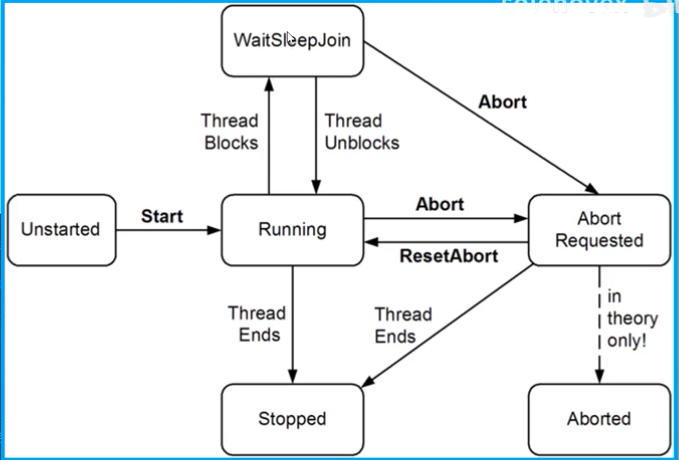 WaitSleepJoin
Abort
Thread
Blocks
Thread
Unblocks
Unstarted
Start
Running
Abort
ResetAbort
Abort
Requested
Thread
Ends
Thread
Ends
in
theory
only!
Stopped
Aborted